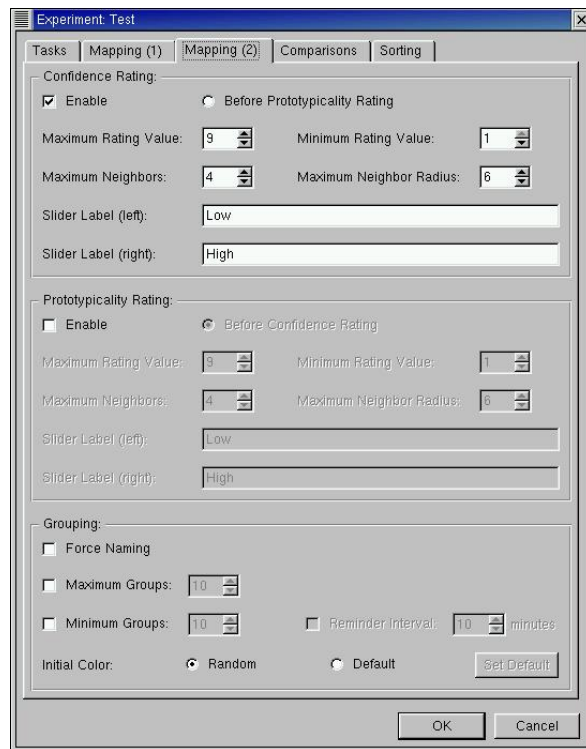 Experiment: Test
Tasks Mapping (1) Mapping (2) Comparisons Sorting
Confidence Rating:
Enable Before Prototypicality Rating
Maximum Rating Value: 9 Minimum Rating Value: 1
Maximum Neighbors: 4 Maximum Neighbor Radius: 6
Slider Label (left): Low
Slider Label (right): High
Prototypicality Rating:
Enable Before Confidence Rating
Maximum Rating Value: 9 Minimum Rating Value: 1
Maximum Neighbors: 4 Maximum Neighbor Radius: 6
Slider Label (left): Low
Slider Label (right): High
Grouping:
Force Naming
Maximum Groups: 10
Minimum Groups: 10 Reminder Interval: 10 minutes
Initial Color: Random Default Set Default
OK Cancel